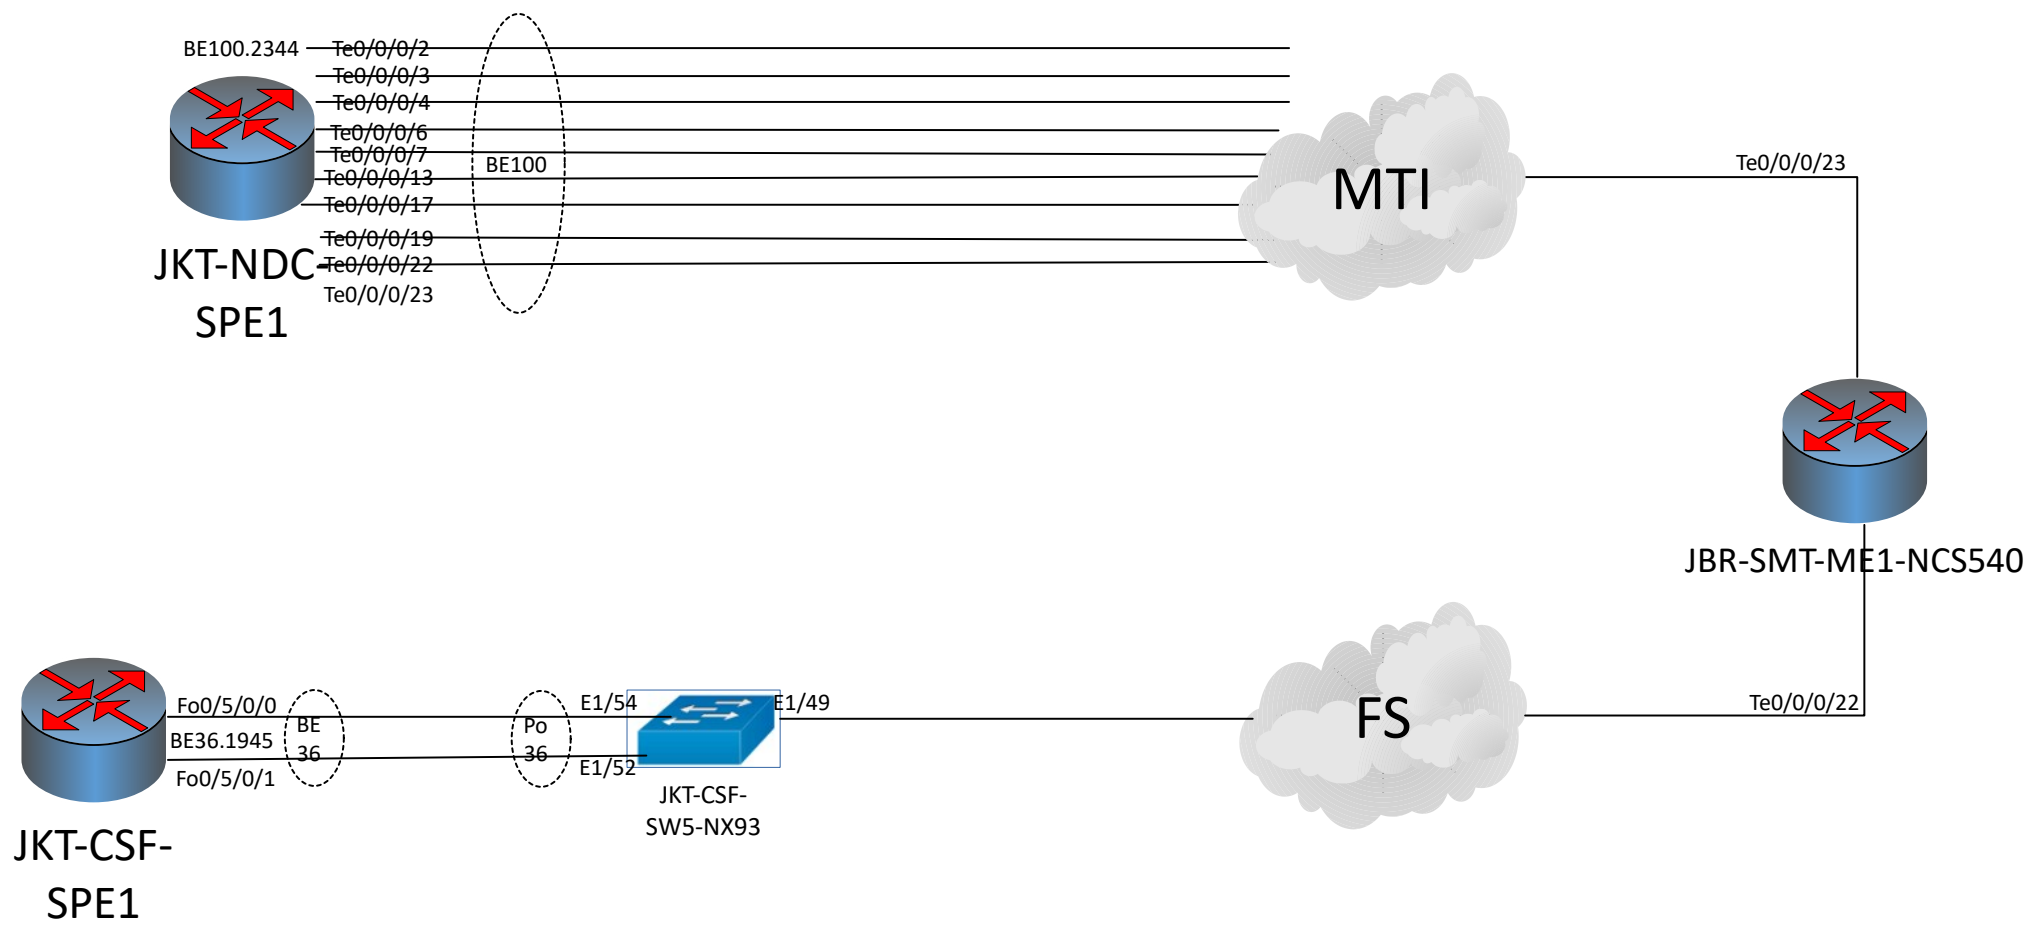 BE100.2344
Te0/0/0/2
Te0/0/0/3
Te0/0/0/4
Te0/0/0/6
Te0/0/0/7
Te0/0/0/13
Te0/0/0/17
Te0/0/0/19
Te0/0/0/22
Te0/0/0/23
BE100
JKT-NDC-
SPE1
MTI
Te0/0/0/23
JBR-SMT-ME1-NCS540
Te0/0/0/22
FS
Fo0/5/0/0
BE36.1945
Fo0/5/0/1
BE
36
Po
36
E1/54
E1/52
E1/49
JKT-CSF-
SW5-NX93
JKT-CSF-
SPE1